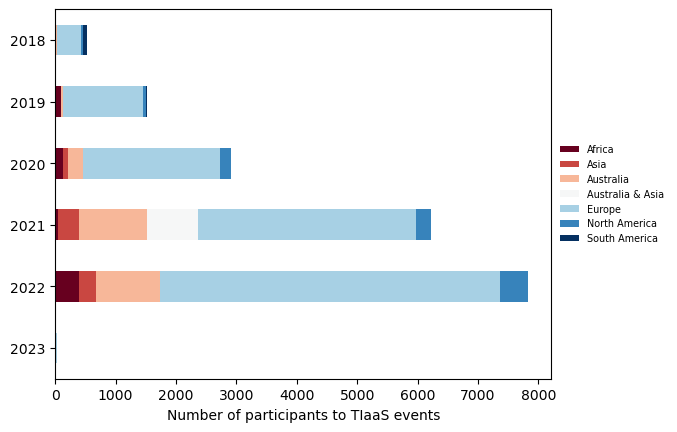 2018
2019
2020
2021
2022
2023
0 1000 2000 3000 4000 5000 6000 7000 8000
Number of participants to TIaaS events
Africa
Asia
Australia
Australia & Asia
Europe
North America
South America